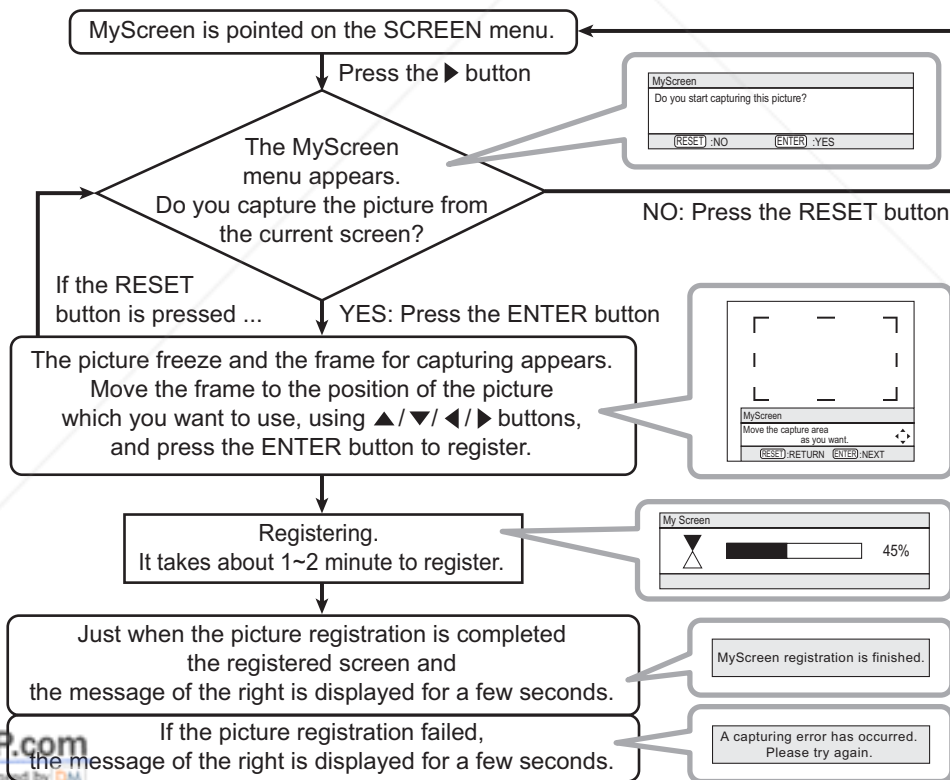 MyScreen is pointed on the SCREEN menu.
Press the ▶ button
MyScreen
Do you start capturing this picture?
RESET :NO ENTER :YES
The MyScreen
menu appears.
Do you capture the picture from
the current screen?
NO: Press the RESET button
If the RESET
button is pressed ...
YES: Press the ENTER button
The picture freeze and the frame for capturing appears.
Move the frame to the position of the picture
which you want to use, using ▲/▼/◀/▶ buttons,
and press the ENTER button to register.
MyScreen
Move the capture area
as you want.
RESET:RETURN ENTER:NEXT
Registering.
It takes about 1~2 minute to register.
My Screen
45%
Just when the picture registration is completed
the registered screen and
the message of the right is displayed for a few seconds.
MyScreen registration is finished.
If the picture registration failed,
the message of the right is displayed for a few seconds.
A capturing error has occurred.
Please try again.
P.com